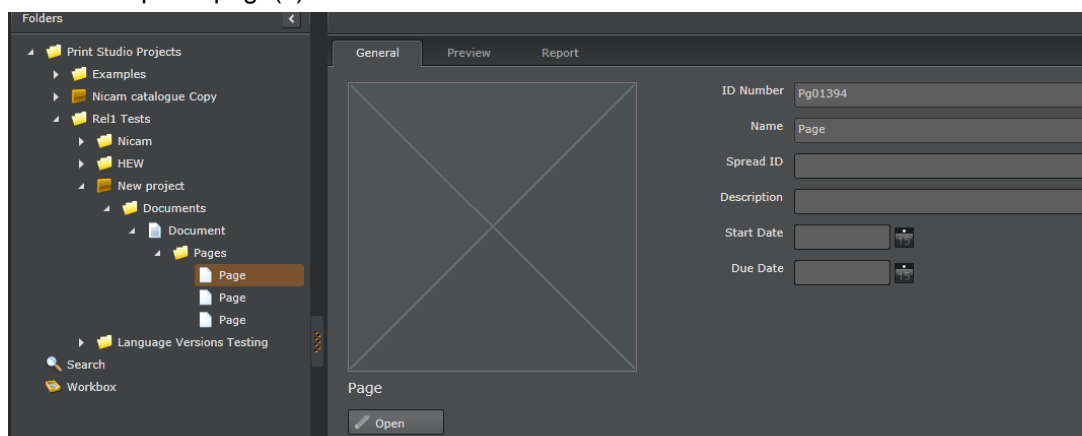 Folders
Print Studio Projects
Examples
Nicam catalogue Copy
Rel1 Tests
Nicam
HEW
New project
Documents
Document
Pages
Page
Page
Page
Language Versions Testing
Search
Workbox
General Preview Report
ID Number Pg01394
Name Page
Spread ID
Description
Start Date 15
Due Date 15
Page
Open